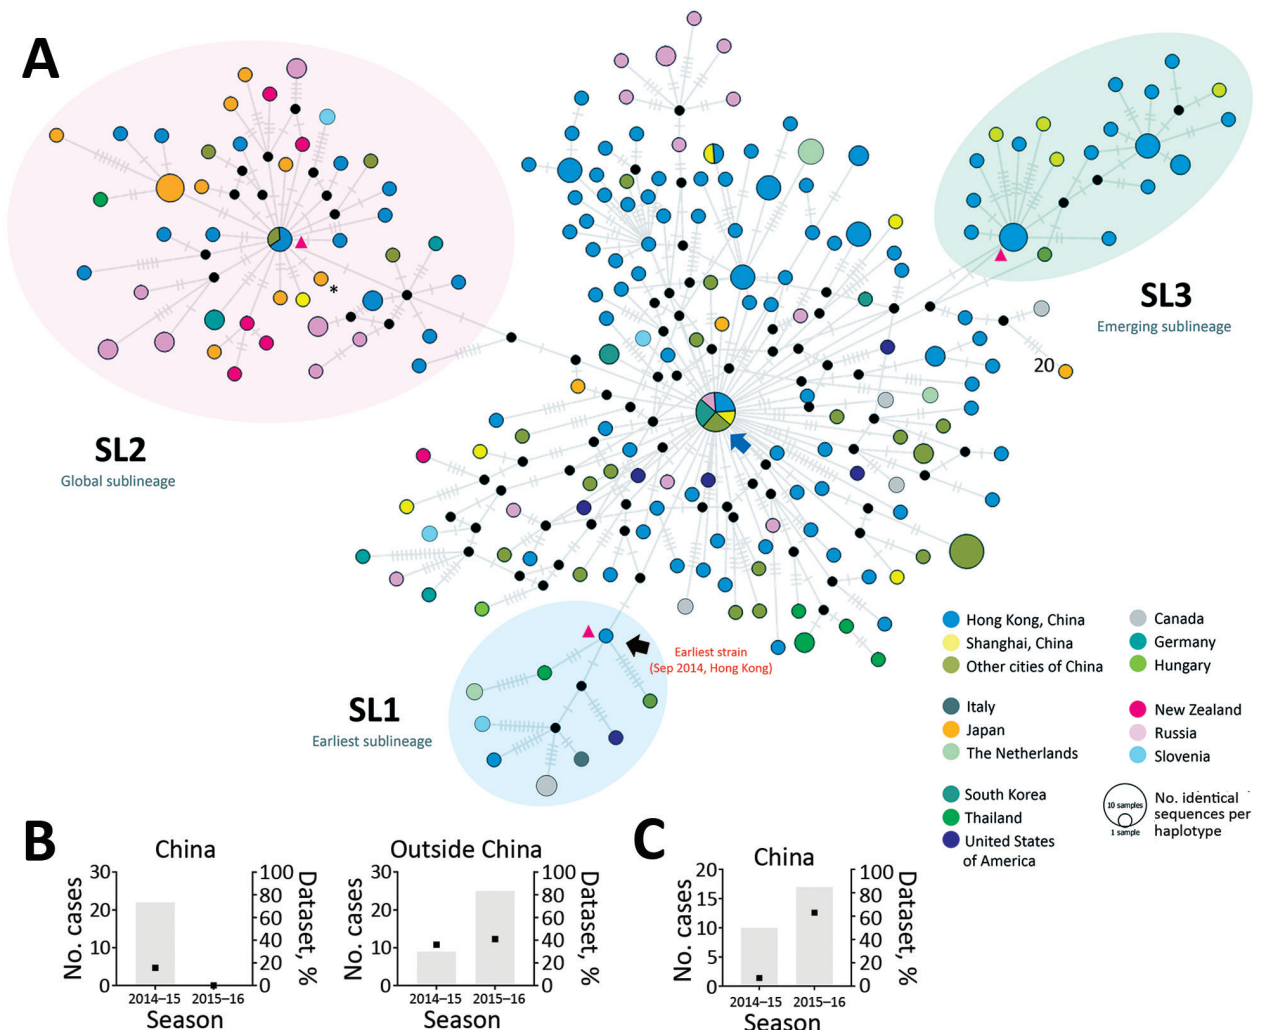 A
SL3
Emerging sublineage
*
20
SL2
Global sublineage
SL1
Earliest sublineage
Earliest strain
(Sep 2014, Hong Kong)
Hong Kong, China
Shanghai, China
Other cities of China
Italy
Japan
The Netherlands
South Korea
Thailand
United States
of America
Canada
Germany
Hungary
New Zealand
Russia
Slovenia
10 samples
1 sample
No. identical
sequences per
haplotype
B
China
No. cases
30
20
10
0
100
80
60
40
20
0
Dataset, %
2014–15
2015–16
Season
Outside China
No. cases
30
20
10
0
100
80
60
40
20
0
Dataset, %
2014–15
2015–16
Season
C
China
No. cases
20
15
10
5
0
100
80
60
40
20
0
Dataset, %
2014–15
2015–16
Season